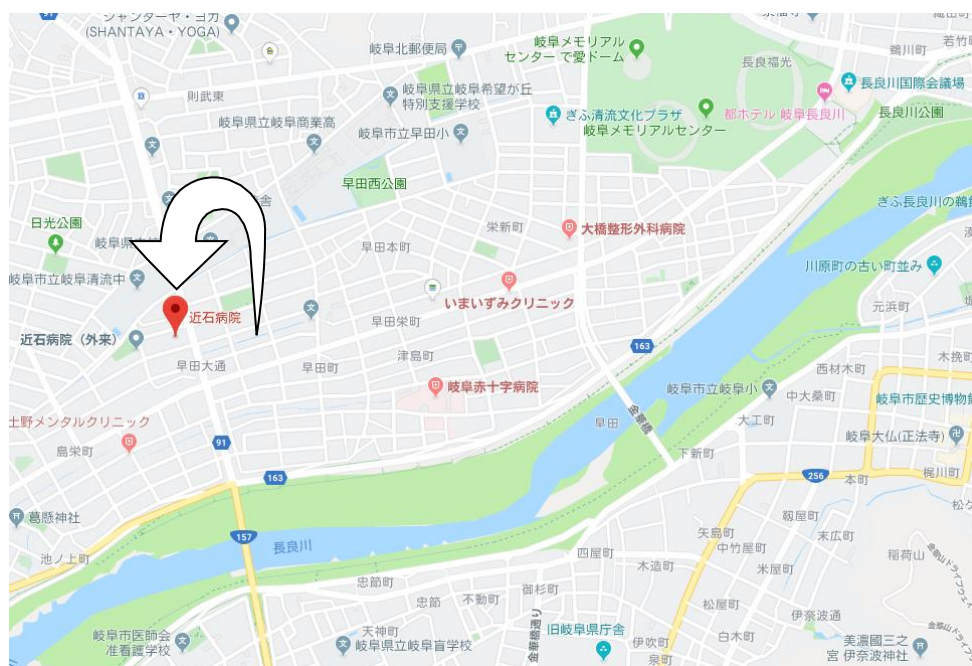 シャンターヤ・ヨガ
(SHANTAYA・YOGA)
岐阜北郵便局
岐阜メモリアル
センター で愛ドーム
長良福光
鵜川町
若竹
長良川国際会議場
則武東
岐阜県立岐阜希望が丘
特別支援学校
ぎふ清流文化プラザ
都ホテル 岐阜長良川
長良川公園
岐阜県立岐阜商業高
岐阜市立早田小
岐阜メモリアルセンター
早田西公園
舎
日光公園
栄新町
大橋整形外科病院
ぎふ長良川の鵜飼
岐阜県
早田本町
川原町の古い町並み
岐阜市立岐阜清流中
いまいずみクリニック
元浜町
近石病院
早田栄町
近石病院（外来）
163
津島町
早田大通
早田町
西材木町
木挽町
岐阜赤十字病院
岐阜市立岐阜小
中大桑町
岐阜市歴史博物館
土野メンタルクリニック
早田
金華橋
大工町
91
岐阜大仏(正法寺)
島栄町
下新町
163
256
本町
梶川町
葛懸神社
靱屋町
157
長良川
矢島町
末広町
中竹屋町
池ノ上町
四屋町
稲荷山
木造町
米屋町
忠節町
御杉町
金華山ドライブウェイ
忠節
不動町
松屋町
伊奈波通
岐阜市医師会
准看護学校
天神町
旧岐阜県庁舎
金華橋通り
白木町
岐阜県立岐阜盲学校
伊吹町
美濃國三之
宮 伊奈波神社
泉町